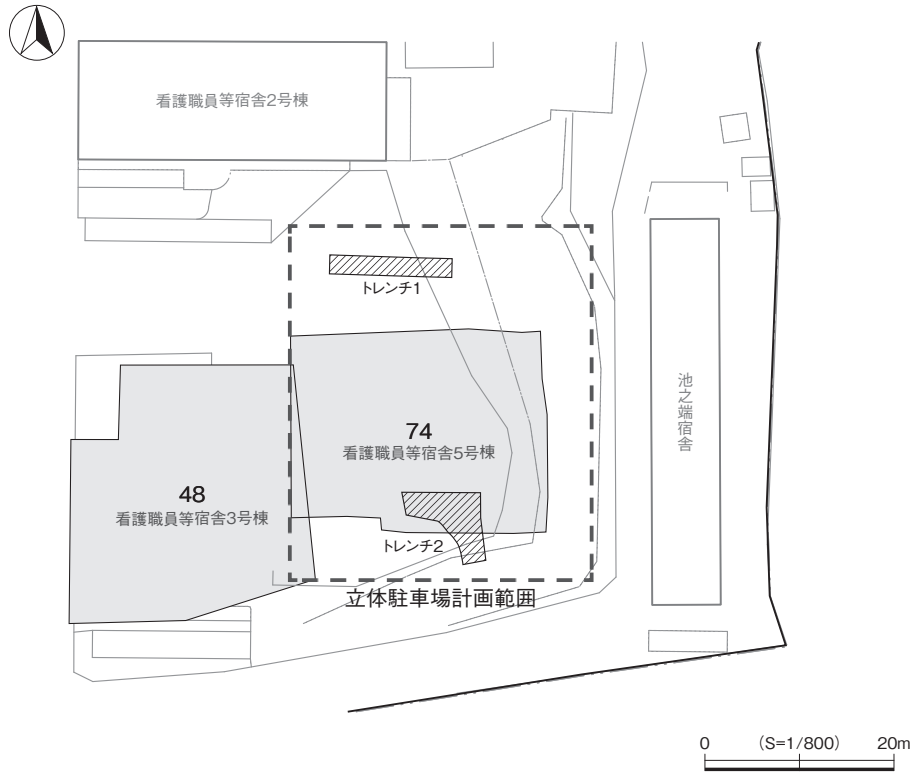 看護職員等宿舎2号棟
トレンチ1
池之端宿舎
74
看護職員等宿舎5号棟
48
看護職員等宿舎3号棟
トレンチ2
立体駐車場計画範囲
0 (S=1/800) 20m